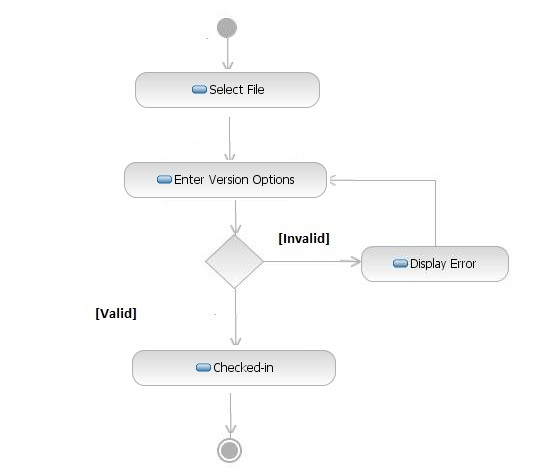 Select File
Enter Version Options
[Invalid]
Display Error
[Valid]
Checked-in